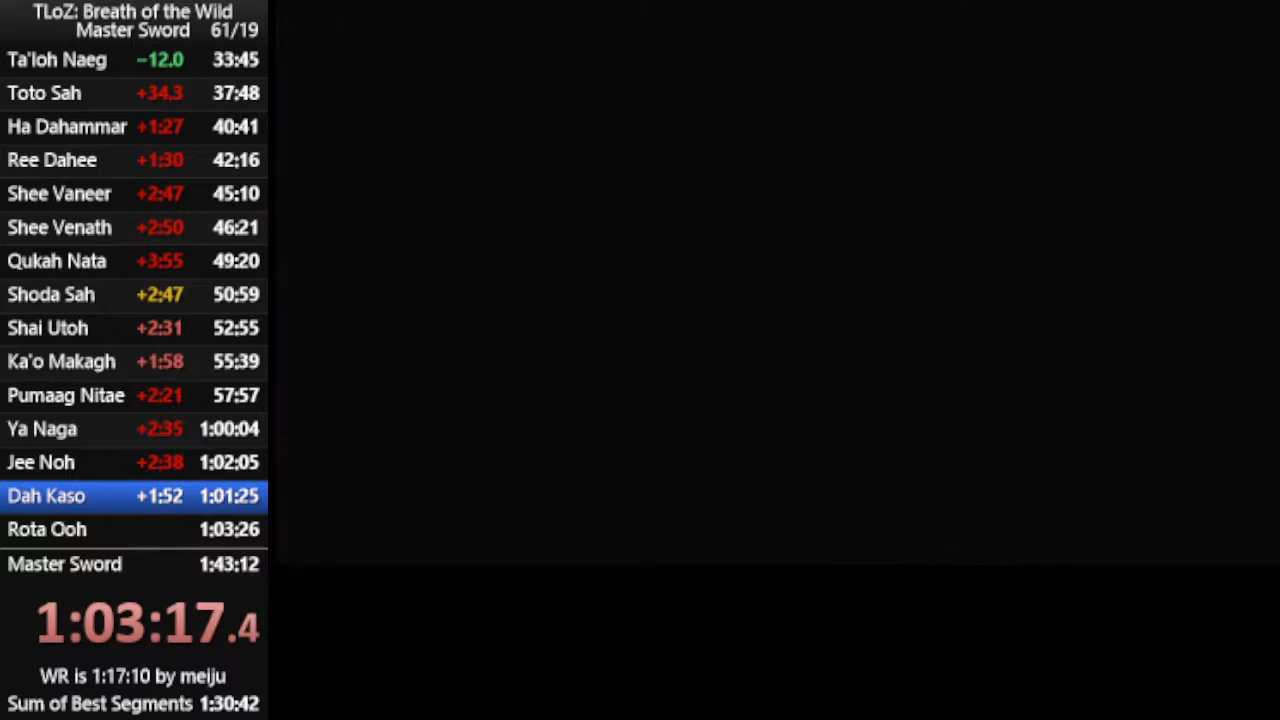 TLoZ: Breath of the Wild
Master Sword 61/19
Ta'loh Naeg −12.0 33:45
Toto Sah +34.3 37:48
Ha Dahammar +1:27 40:41
Ree Dahee +1:30 42:16
Shee Vaneer +2:47 45:10
Shee Venath +2:50 46:21
Qukah Nata +3:55 49:20
Shoda Sah +2:47 50:59
Shai Utoh +2:31 52:55
Ka'o Makagh +1:58 55:39
Pumaag Nitae +2:21 57:57
Ya Naga +2:35 1:00:04
Jee Noh +2:38 1:02:05
Dah Kaso +1:52 1:01:25
Rota Ooh 1:03:26
Master Sword 1:43:12
1:03:17.4
WR is 1:17:10 by meiju
Sum of Best Segments 1:30:42